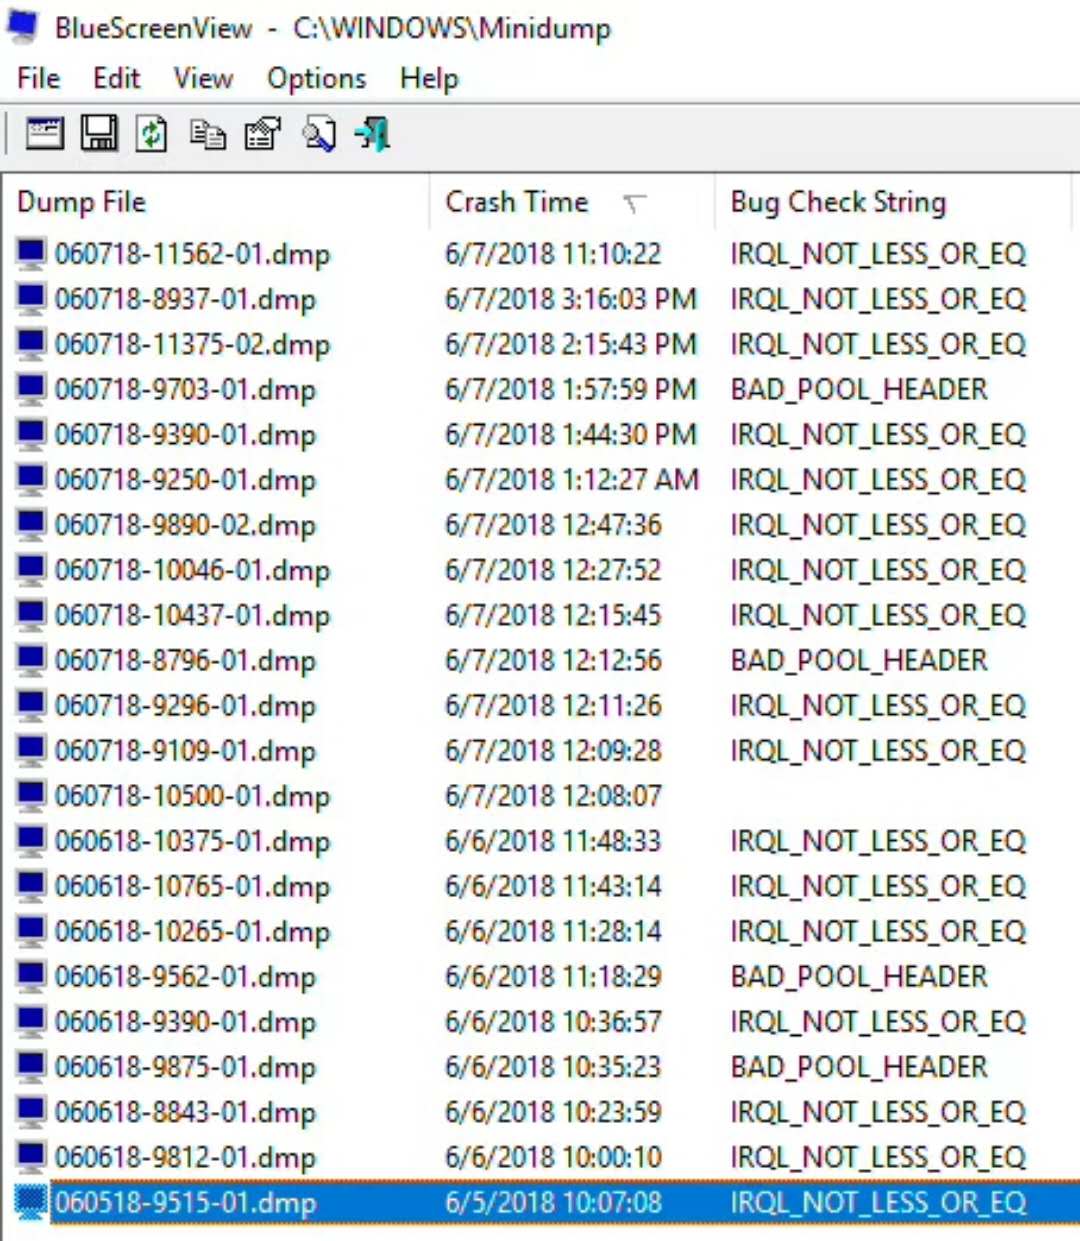 BlueScreenView - C:\WINDOWS\Minidump
File Edit View Options Help
Dump File Crash Time Bug Check String
060718-11562-01.dmp 6/7/2018 11:10:22 IRQL_NOT_LESS_OR_EQ
060718-8937-01.dmp 6/7/2018 3:16:03 PM IRQL_NOT_LESS_OR_EQ
060718-11375-02.dmp 6/7/2018 2:15:43 PM IRQL_NOT_LESS_OR_EQ
060718-9703-01.dmp 6/7/2018 1:57:59 PM BAD_POOL_HEADER
060718-9390-01.dmp 6/7/2018 1:44:30 PM IRQL_NOT_LESS_OR_EQ
060718-9250-01.dmp 6/7/2018 1:12:27 AM IRQL_NOT_LESS_OR_EQ
060718-9890-02.dmp 6/7/2018 12:47:36 IRQL_NOT_LESS_OR_EQ
060718-10046-01.dmp 6/7/2018 12:27:52 IRQL_NOT_LESS_OR_EQ
060718-10437-01.dmp 6/7/2018 12:15:45 IRQL_NOT_LESS_OR_EQ
060718-8796-01.dmp 6/7/2018 12:12:56 BAD_POOL_HEADER
060718-9296-01.dmp 6/7/2018 12:11:26 IRQL_NOT_LESS_OR_EQ
060718-9109-01.dmp 6/7/2018 12:09:28 IRQL_NOT_LESS_OR_EQ
060718-10500-01.dmp 6/7/2018 12:08:07
060618-10375-01.dmp 6/6/2018 11:48:33 IRQL_NOT_LESS_OR_EQ
060618-10765-01.dmp 6/6/2018 11:43:14 IRQL_NOT_LESS_OR_EQ
060618-10265-01.dmp 6/6/2018 11:28:14 IRQL_NOT_LESS_OR_EQ
060618-9562-01.dmp 6/6/2018 11:18:29 BAD_POOL_HEADER
060618-9390-01.dmp 6/6/2018 10:36:57 IRQL_NOT_LESS_OR_EQ
060618-9875-01.dmp 6/6/2018 10:35:23 BAD_POOL_HEADER
060618-8843-01.dmp 6/6/2018 10:23:59 IRQL_NOT_LESS_OR_EQ
060618-9812-01.dmp 6/6/2018 10:00:10 IRQL_NOT_LESS_OR_EQ
060518-9515-01.dmp 6/5/2018 10:07:08 IRQL_NOT_LESS_OR_EQ